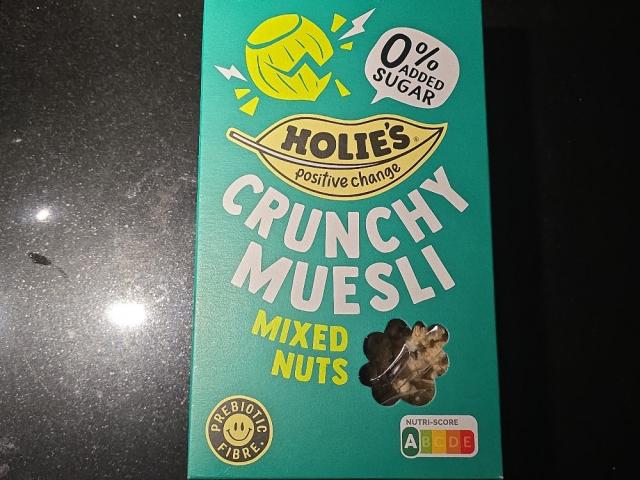 0%
ADDED
SUGAR
HOLIE'S®
positive change
CRUNCHY
MUESLI
MIXED
NUTS
PREBIOTIC
FIBRE.
NUTRI-SCORE
A B C D E